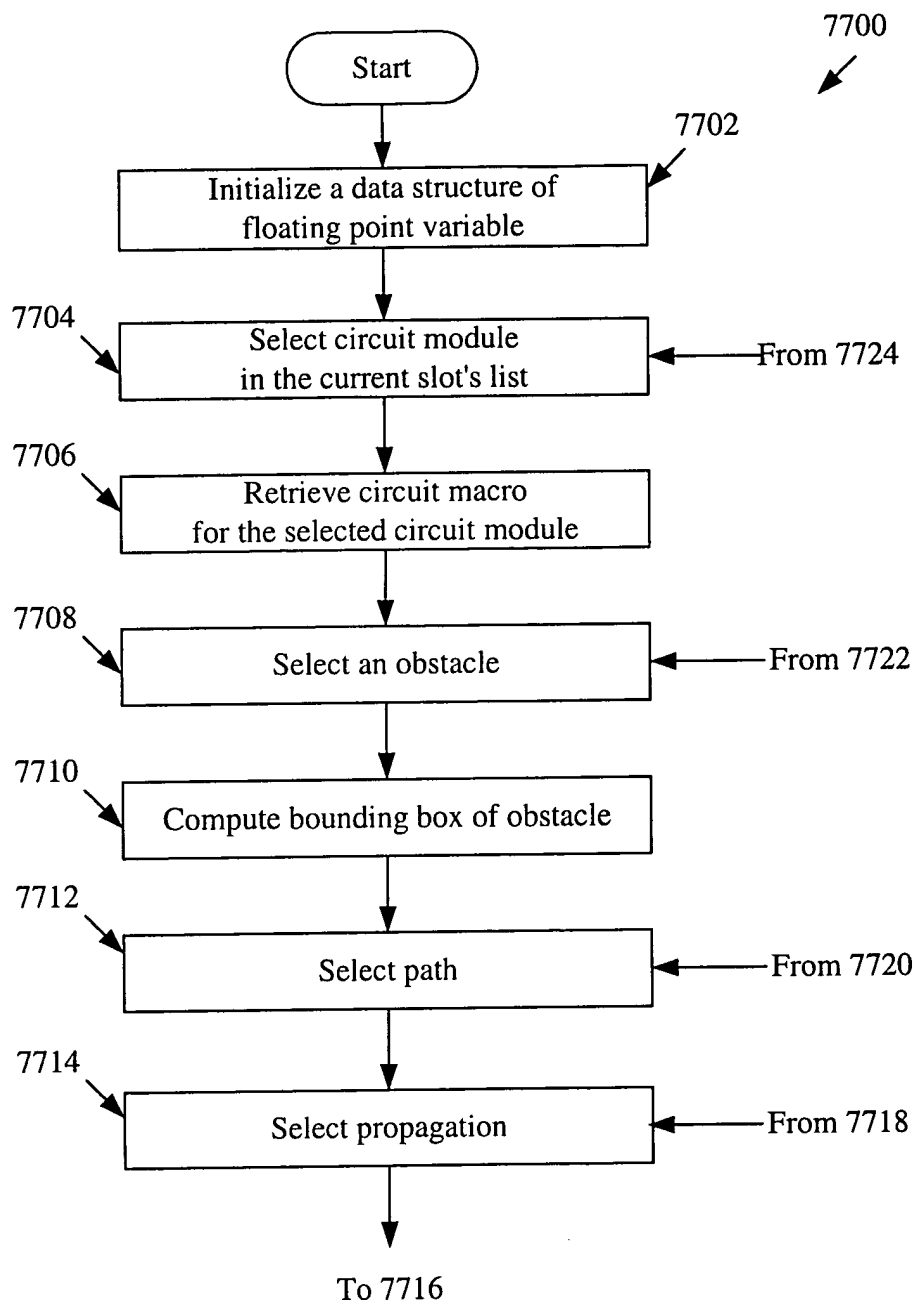 7700
Start
7702
Initialize a data structure of
floating point variable
7704
Select circuit module
in the current slot's list
From 7724
7706
Retrieve circuit macro
for the selected circuit module
7708
Select an obstacle
From 7722
7710
Compute bounding box of obstacle
7712
Select path
From 7720
7714
Select propagation
From 7718
To 7716